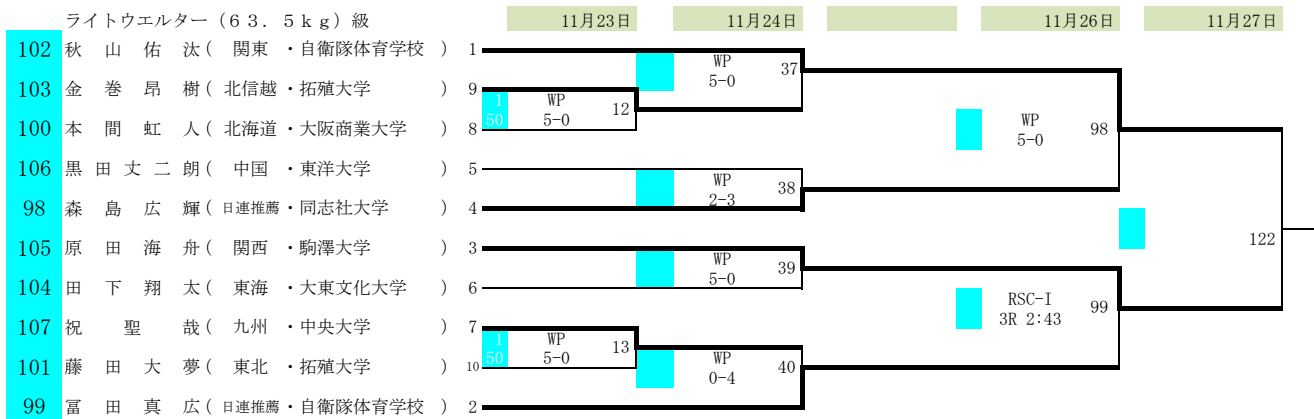 ライトウエルター（６３．５ｋｇ）級 11月23日 11月24日 11月26日 11月27日
102 秋 山 佑 汰 ( 関東 ・自衛隊体育学校 ) 1
WP 5-0 37
103 金 巻 昂 樹 ( 北信越 ・拓殖大学 ) 9
1 50 WP 5-0 12
100 本 間 虹 人 ( 北海道 ・大阪商業大学 ) 8
WP 5-0 98
106 黒 田 丈 二 朗 ( 中国 ・東洋大学 ) 5
WP 2-3 38
98 森 島 広 輝 ( 日連推薦 ・同志社大学 ) 4
122
105 原 田 海 舟 ( 関西 ・駒澤大学 ) 3
WP 5-0 39
104 田 下 翔 太 ( 東海 ・大東文化大学 ) 6
RSC-I 3R 2:43 99
107 祝 聖 哉 ( 九州 ・中央大学 ) 7
1 50 WP 5-0 13
101 藤 田 大 夢 ( 東北 ・拓殖大学 ) 10
WP 0-4 40
99 冨 田 真 広 ( 日連推薦 ・自衛隊体育学校 ) 2